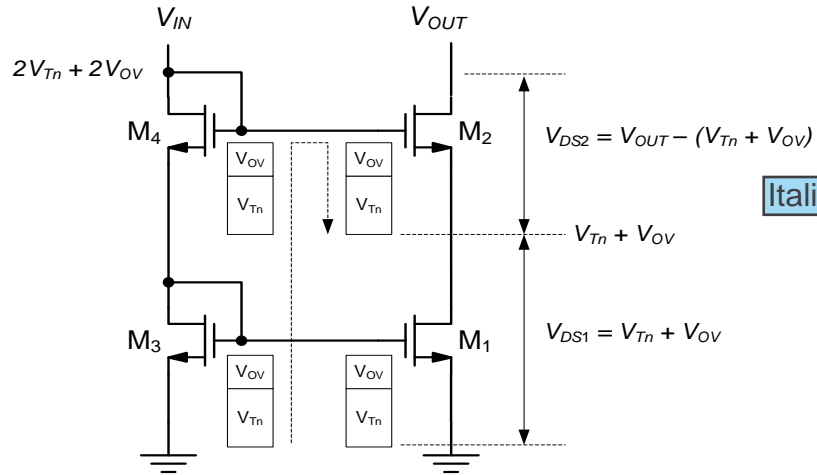 V_IN
V_OUT
2V_Tn + 2V_OV
M_4
M_2
V_OV
V_Tn
V_OV
V_Tn
V_DS2 = V_OUT – (V_Tn + V_OV)
Itali
V_Tn + V_OV
M_3
M_1
V_OV
V_Tn
V_OV
V_Tn
V_DS1 = V_Tn + V_OV